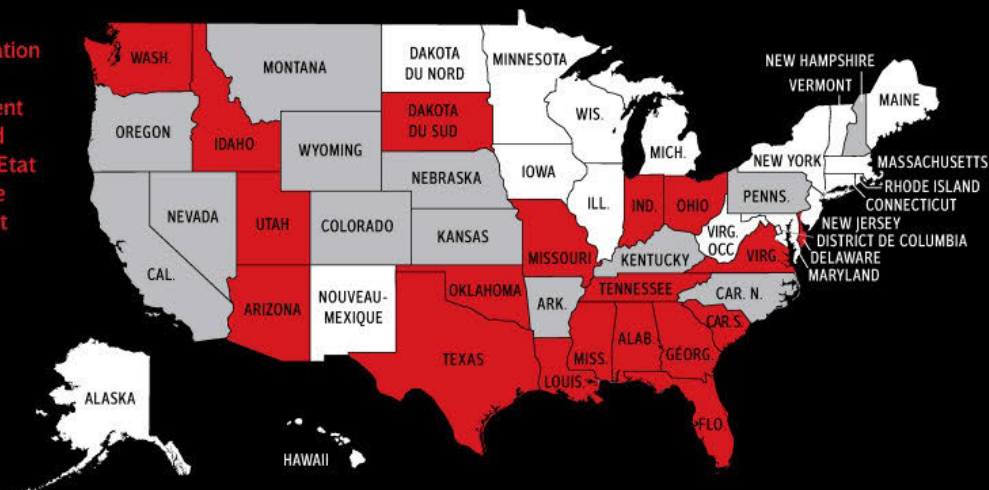 ation
ent
d
Etat
e
t
WASH.
MONTANA
DAKOTA
DU NORD
MINNESOTA
OREGON
IDAHO
WYOMING
DAKOTA
DU SUD
WIS.
MICH.
NEW HAMPSHIRE
VERMONT
MAINE
NEW YORK
MASSACHUSETTS
RHODE ISLAND
CONNECTICUT
NEVADA
UTAH
COLORADO
NEBRASKA
IOWA
ILL.
IND.
OHIO
PENNS.
NEW JERSEY
DISTRICT DE COLUMBIA
DELAWARE
MARYLAND
CAL.
KANSAS
MISSOURI
KENTUCKY
VIRG.
OCC
VIRG.
ARIZONA
NOUVEAU-
MEXIQUE
OKLAHOMA
ARK.
TENNESSEE
CAR. N.
CAR. S.
TEXAS
LOUIS.
MISS.
ALAB.
GÉORG.
FLO.
ALASKA
HAWAII